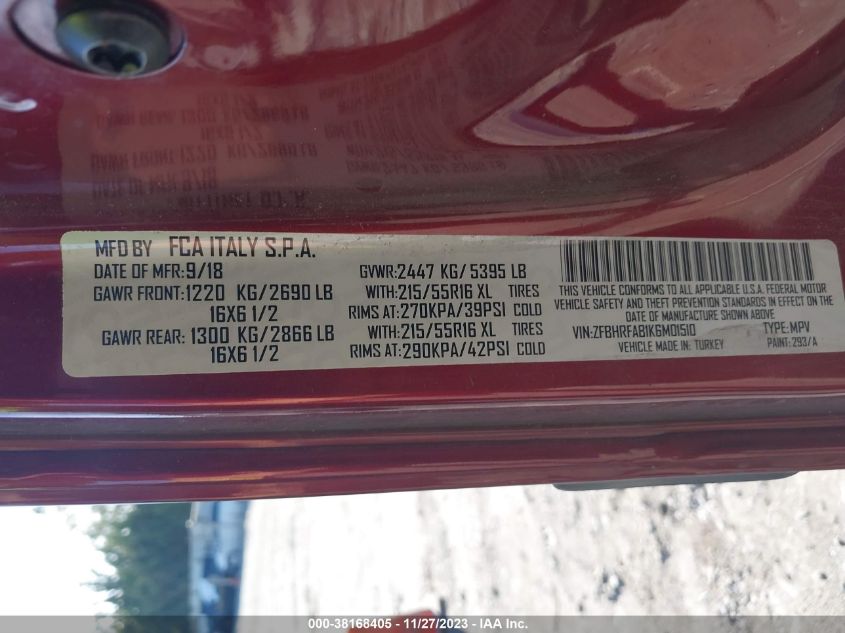 MFD BY FCA ITALY S.P.A.
DATE OF MFR: 9/18
GAWR FRONT: 1220 KG/2690 LB
16X6 1/2
GAWR REAR: 1300 KG/2866 LB
16X6 1/2
GVWR: 2447 KG/5395 LB
WITH: 215/55R16 XL TIRES
RIMS AT: 270KPA/39PSI COLD
WITH: 215/55R16 XL TIRES
RIMS AT: 290KPA/42PSI COLD
THIS VEHICLE CONFORMS TO ALL APPLICABLE U.S.A. FEDERAL MOTOR
VEHICLE SAFETY AND THEFT PREVENTION STANDARDS IN EFFECT ON THE
DATE OF MANUFACTURE SHOWN ABOVE.
VIN: ZFBHRFAB1K6M01510 TYPE: MPV
VEHICLE MADE IN: TURKEY PAINT: 293/A
000-38168405 - 11/27/2023 - IAA Inc.